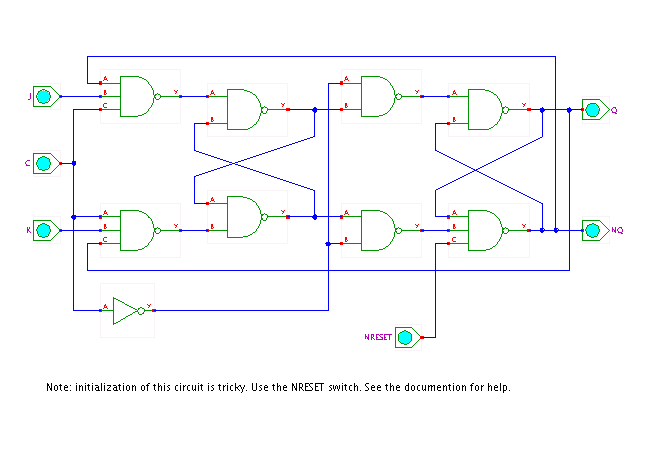 A
B
C
Y
J
A
B
Y
A
B
Y
A
B
Y
Q
C
A
B
C
Y
K
A
B
Y
A
B
Y
A
B
C
Y
NQ
A
Y
NRESET
Note: initialization of this circuit is tricky. Use the NRESET switch. See the documention for help.